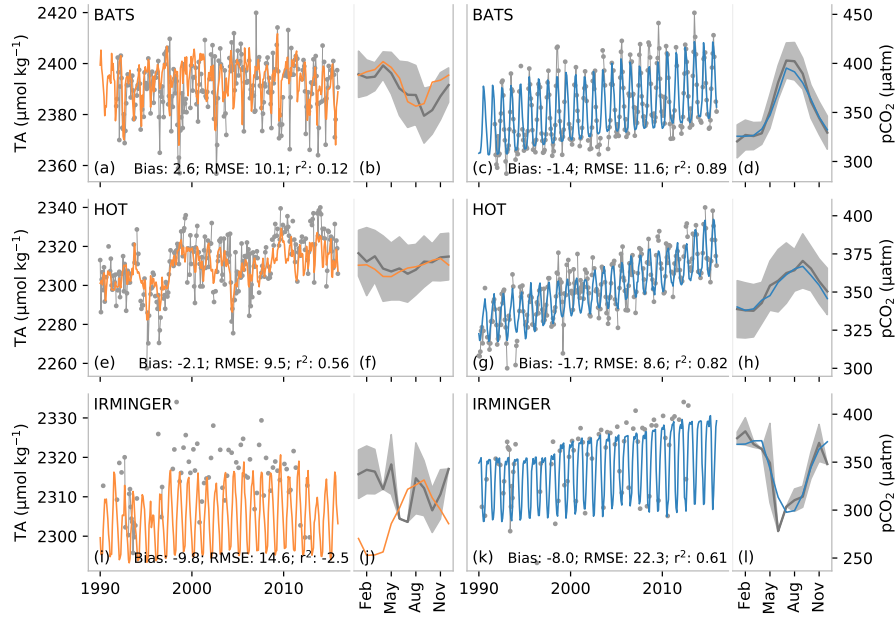 BATS
2420
2400
2380
2360
TA (µmol kg⁻¹)
(a) Bias: 2.6; RMSE: 10.1; r²: 0.12
(b)
BATS
(c) Bias: -1.4; RMSE: 11.6; r²: 0.89
(d)
450
400
350
300
pCO₂ (µatm)
HOT
2340
2320
2300
2280
2260
TA (µmol kg⁻¹)
(e) Bias: -2.1; RMSE: 9.5; r²: 0.56
(f)
HOT
(g) Bias: -1.7; RMSE: 8.6; r²: 0.82
(h)
400
375
350
325
300
pCO₂ (µatm)
IRMINGER
2330
2320
2310
2300
TA (µmol kg⁻¹)
(i) Bias: -9.8; RMSE: 14.6; r²: -2.5
(j)
IRMINGER
(k) Bias: -8.0; RMSE: 22.3; r²: 0.61
(l)
400
350
300
250
pCO₂ (µatm)
1990 2000 2010
Feb May Aug Nov
1990 2000 2010
Feb May Aug Nov